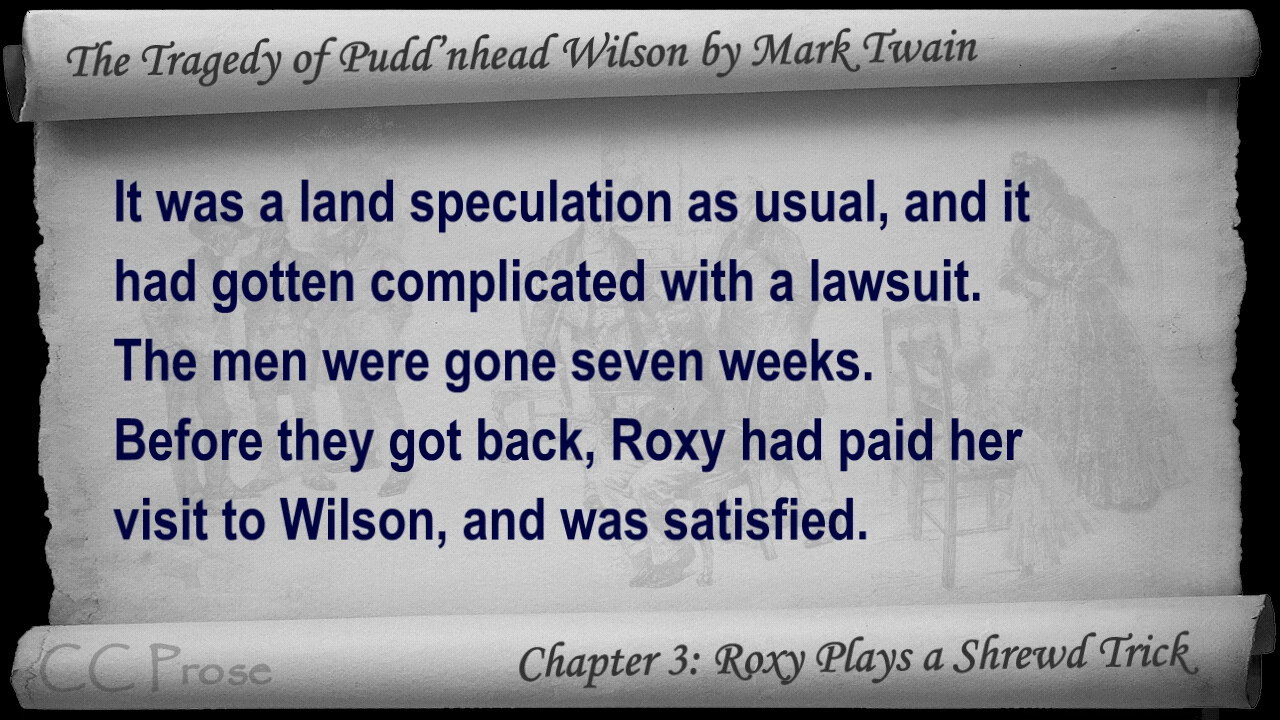 The Tragedy of Pudd'nhead Wilson by Mark Twain
It was a land speculation as usual, and it
had gotten complicated with a lawsuit.
The men were gone seven weeks.
Before they got back, Roxy had paid her
visit to Wilson, and was satisfied.
CC Prose
Chapter 3: Roxy Plays a Shrewd Trick